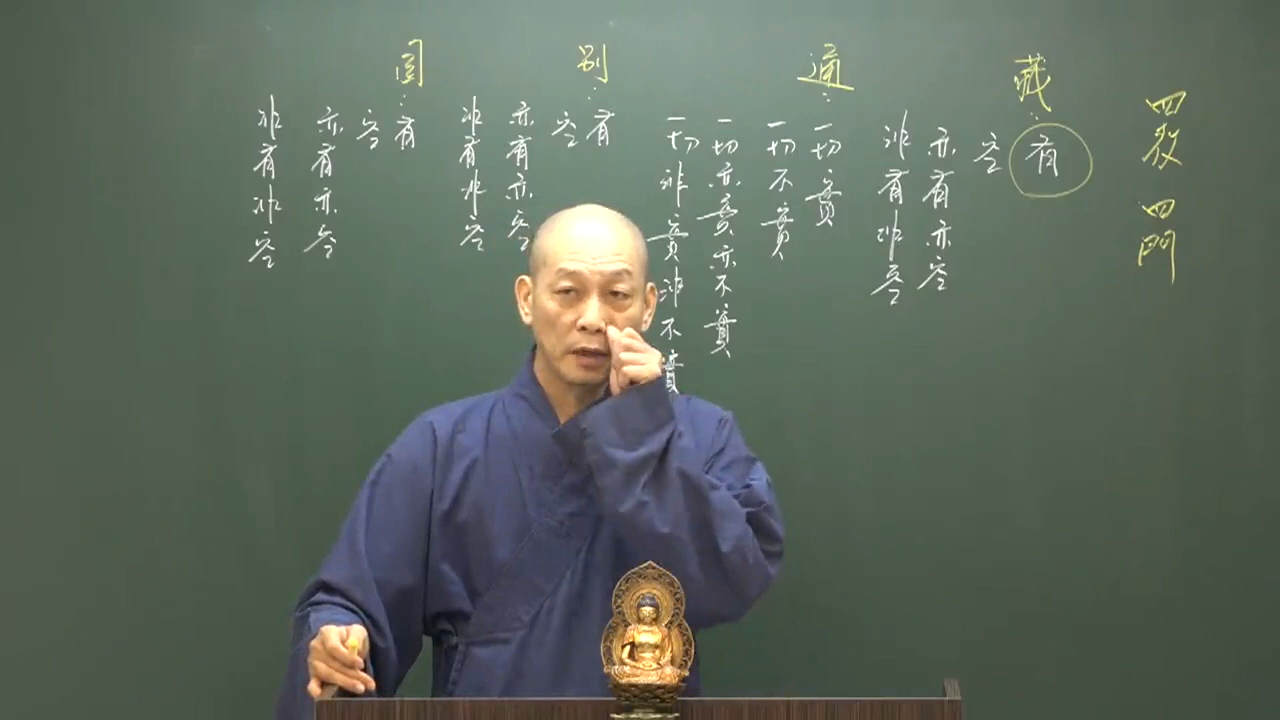 四教四門
藏：有
空
亦有亦空
非有非空
通：一切實
一切不實
一切亦實亦不實
一切非實非不實
別：有
空
亦有亦空
非有非空
圓：有
空
亦有亦空
非有非空